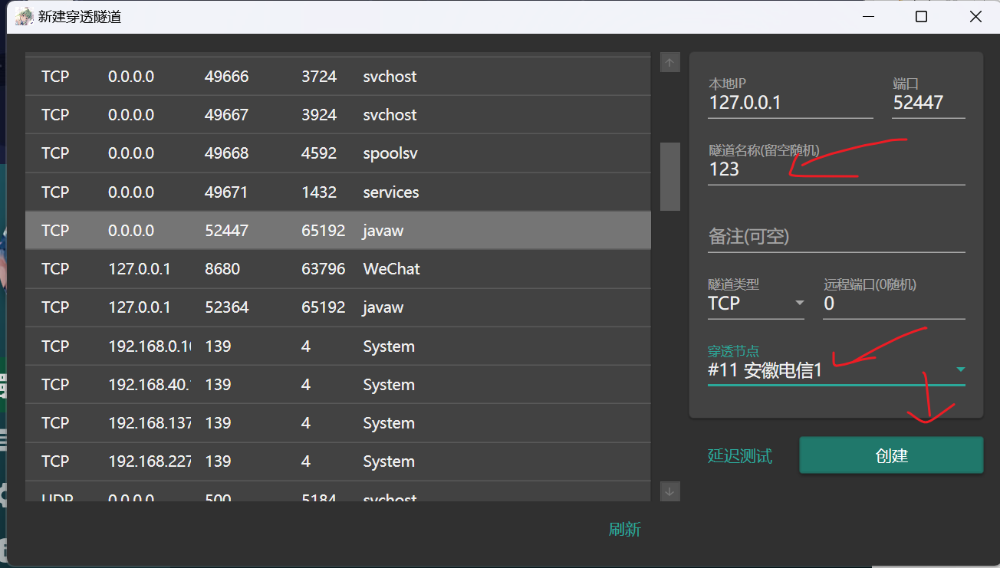 新建穿透隧道
TCP 0.0.0.0 49666 3724 svchost
TCP 0.0.0.0 49667 3924 svchost
TCP 0.0.0.0 49668 4592 spoolsv
TCP 0.0.0.0 49671 1432 services
TCP 0.0.0.0 52447 65192 javaw
TCP 127.0.0.1 8680 63796 WeChat
TCP 127.0.0.1 52364 65192 javaw
TCP 192.168.0.1 139 4 System
TCP 192.168.40. 139 4 System
TCP 192.168.137 139 4 System
TCP 192.168.227 139 4 System
UDP 0.0.0.0 500 5184 svchost
刷新
本地IP 端口
127.0.0.1 52447
隧道名称(留空随机)
123
备注(可空)
隧道类型 远程端口(0随机)
TCP 0
穿透节点
#11 安徽电信1
延迟测试 创建